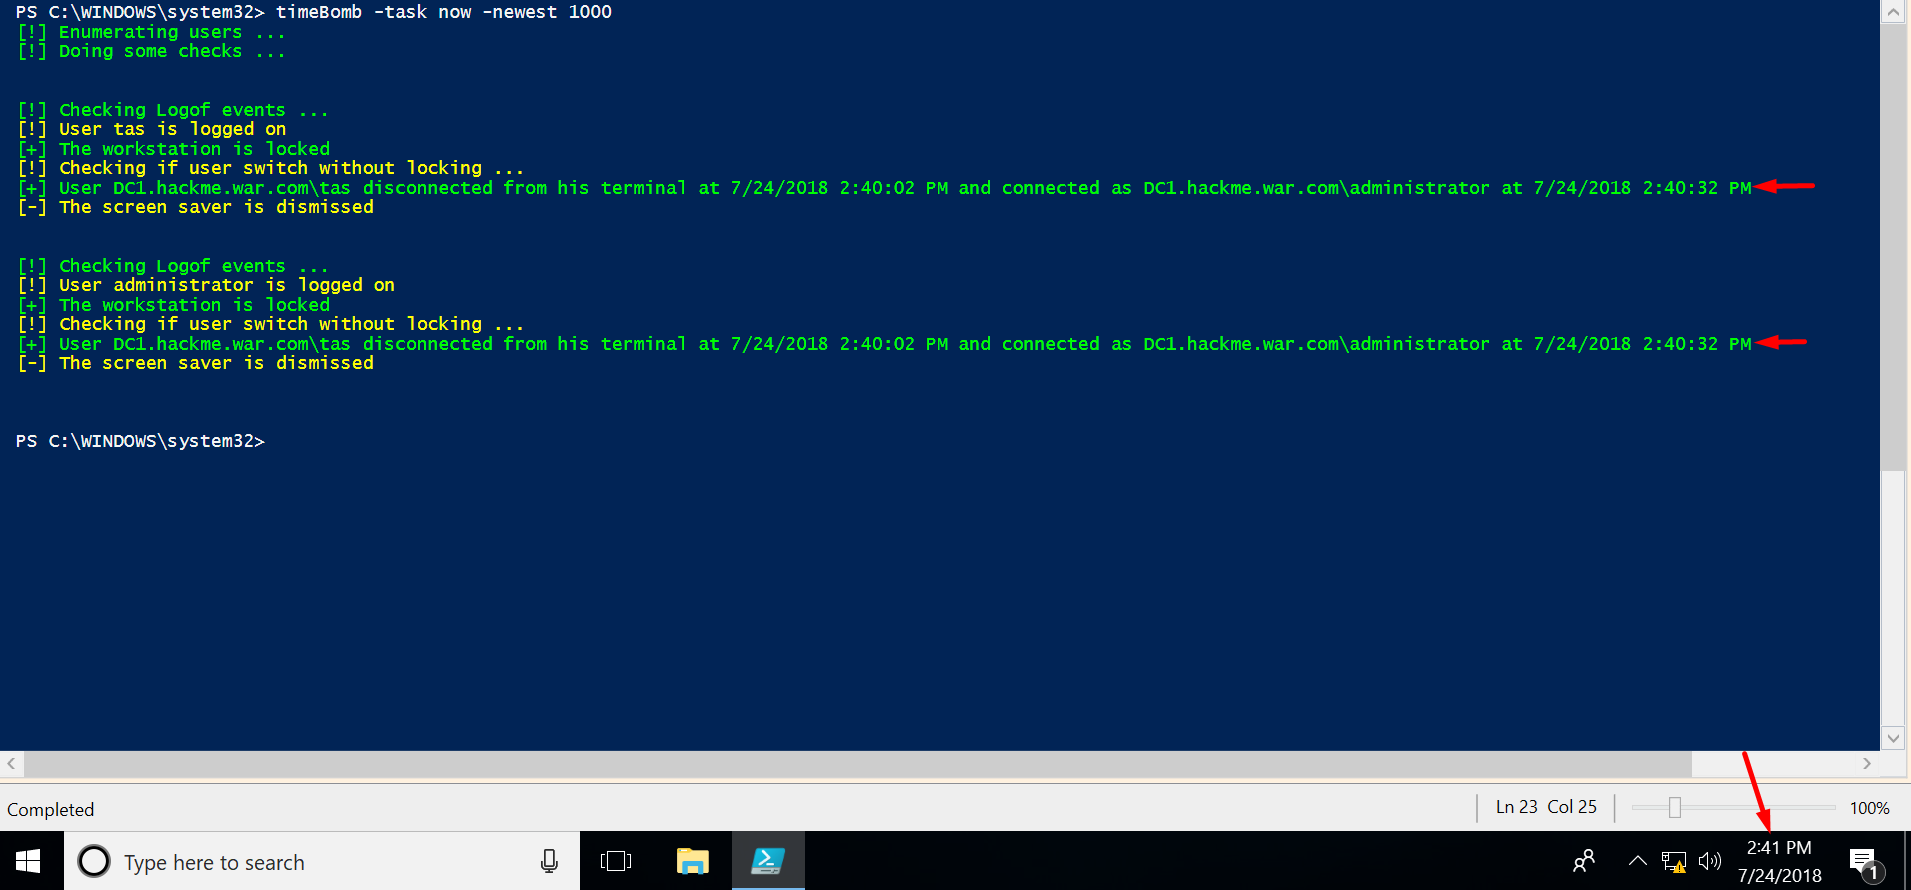 PS C:\WINDOWS\system32> timeBomb -task now -newest 1000
[!] Enumerating users ...
[!] Doing some checks ...
[!] Checking Logof events ...
[!] User tas is logged on
[+] The workstation is locked
[!] Checking if user switch without locking ...
[+] User DC1.hackme.war.com\tas disconnected from his terminal at 7/24/2018 2:40:02 PM and connected as DC1.hackme.war.com\administrator at 7/24/2018 2:40:32 PM
[-] The screen saver is dismissed
[!] Checking Logof events ...
[!] User administrator is logged on
[+] The workstation is locked
[!] Checking if user switch without locking ...
[+] User DC1.hackme.war.com\tas disconnected from his terminal at 7/24/2018 2:40:02 PM and connected as DC1.hackme.war.com\administrator at 7/24/2018 2:40:32 PM
[-] The screen saver is dismissed
PS C:\WINDOWS\system32>
Completed
Ln 23 Col 25
100%
Type here to search
2:41 PM
7/24/2018
1